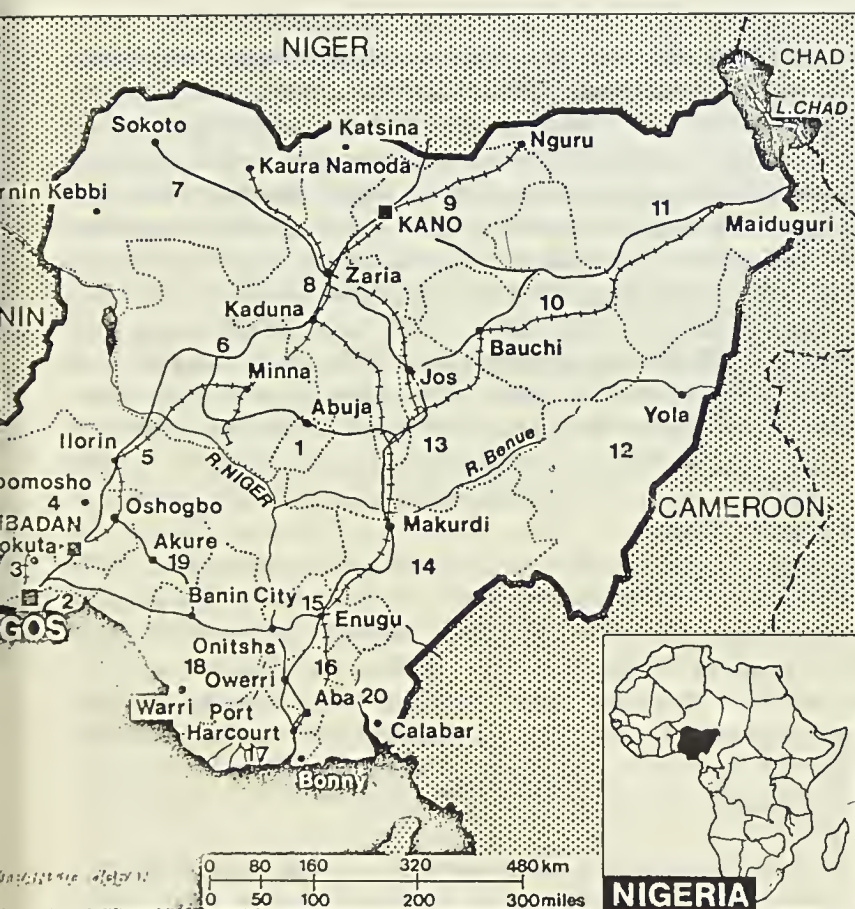 NIGER
CHAD
L.CHAD
Sokoto
Katsina
Nguru
Kaura Namoda
7
rnin Kebbi
9
KANO
11
Maiduguri
8
Zaria
NIN
Kaduna
10
6
Bauchi
Minna
Jos
Abuja
Yola
Ilorin
5
1
13
R. Benue
12
R.NIGER
bomosho
4
Oshogbo
CAMEROON
IBADAN
Makurdi
okuta
Akure
3
19
14
Banin City
2
15
Enugu
GOS
Onitsha
18
16
Owerri
Warri
Aba
20
Port
Harcourt
Calabar
17
Bonny
0 80 160 320 480 km
0 50 100 200 300miles
NIGERIA